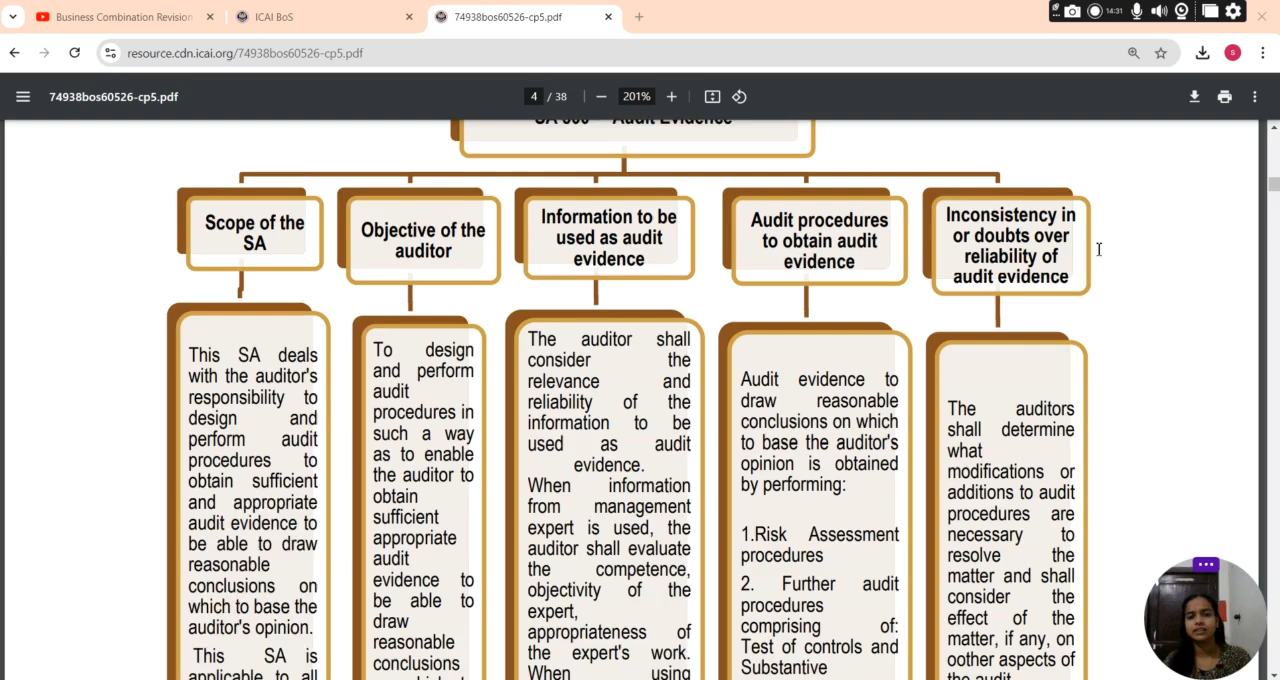 Business Combination Revision
ICAI BoS
74938bos60526-cp5.pdf
14:31
resource.cdn.icai.org/74938bos60526-cp5.pdf
S
74938bos60526-cp5.pdf
4 / 38
201%
Audit Evidence
Scope of the
SA
Objective of the
auditor
Information to be
used as audit
evidence
Audit procedures
to obtain audit
evidence
Inconsistency in
or doubts over
reliability of
audit evidence
This SA deals
with the auditor's
responsibility to
design and
perform audit
procedures to
obtain sufficient
and appropriate
audit evidence to
be able to draw
reasonable
conclusions on
which to base the
auditor's opinion.
This SA is
applicable to all
To design
and perform
audit
procedures in
such a way
as to enable
the auditor to
obtain
sufficient
appropriate
audit
evidence to
be able to
draw
reasonable
conclusions
The auditor shall
consider the
relevance and
reliability of the
information to be
used as audit
evidence.
When information
from management
expert is used, the
auditor shall evaluate
the competence,
objectivity of the
expert,
appropriateness of
the expert's work.
When using
Audit evidence to
draw reasonable
conclusions on which
to base the auditor's
opinion is obtained
by performing:
1.Risk Assessment
procedures
2. Further audit
procedures
comprising of:
Test of controls and
Substantive
The auditors
shall determine
what
modifications or
additions to audit
procedures are
necessary to
resolve the
matter and shall
consider the
effect of the
matter, if any, on
oother aspects of
the audit